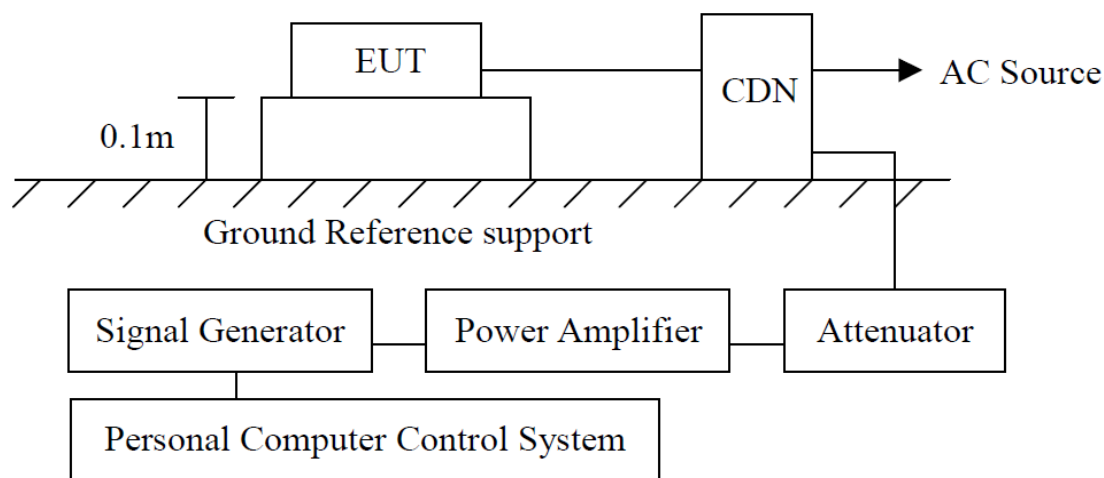 EUT
CDN
AC Source
0.1m
Ground Reference support
Signal Generator
Power Amplifier
Attenuator
Personal Computer Control System